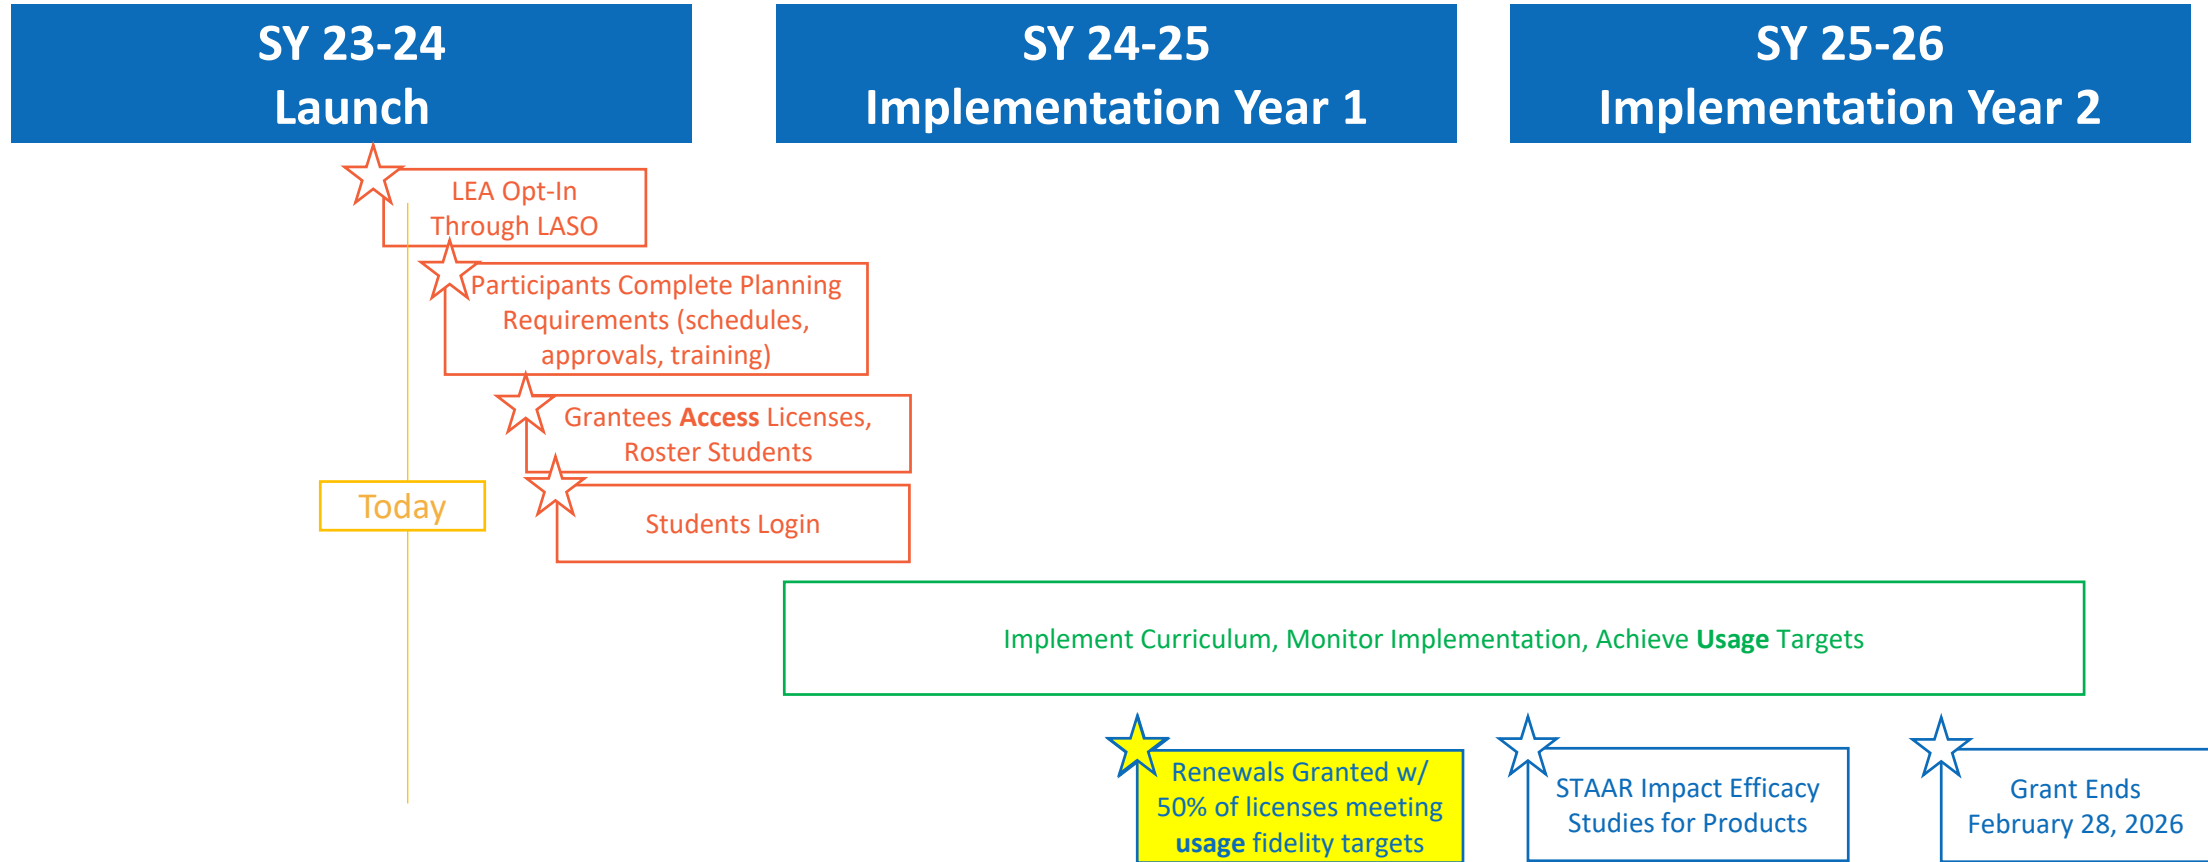 SY 23-24
Launch
SY 24-25
Implementation Year 1
SY 25-26
Implementation Year 2
LEA Opt-In
Through LASO
Participants Complete Planning
Requirements (schedules,
approvals, training)
Grantees Access Licenses,
Roster Students
Today
Students Login
Implement Curriculum, Monitor Implementation, Achieve Usage Targets
Renewals Granted w/
50% of licenses meeting
usage fidelity targets
STAAR Impact Efficacy
Studies for Products
Grant Ends
February 28, 2026